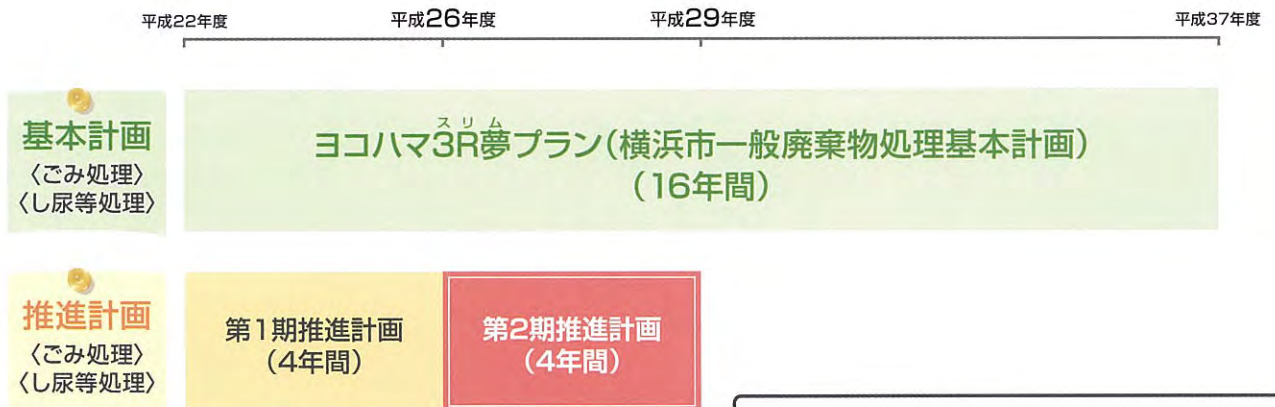 平成22年度 平成26年度 平成29年度 平成37年度
基本計画
〈ごみ処理〉
〈し尿等処理〉
スリム
ヨコハマ3R夢プラン(横浜市一般廃棄物処理基本計画)
(16年間)
推進計画
〈ごみ処理〉
〈し尿等処理〉
第1期推進計画
(4年間)
第2期推進計画
(4年間)